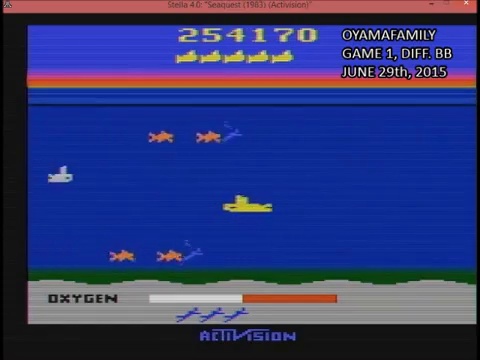 Stella 4.0: "Seaquest (1983) (Activision)"
254170
OYAMAFAMILY
GAME 1, DIFF. BB
JUNE 29th, 2015
OXYGEN
ACTIVISION